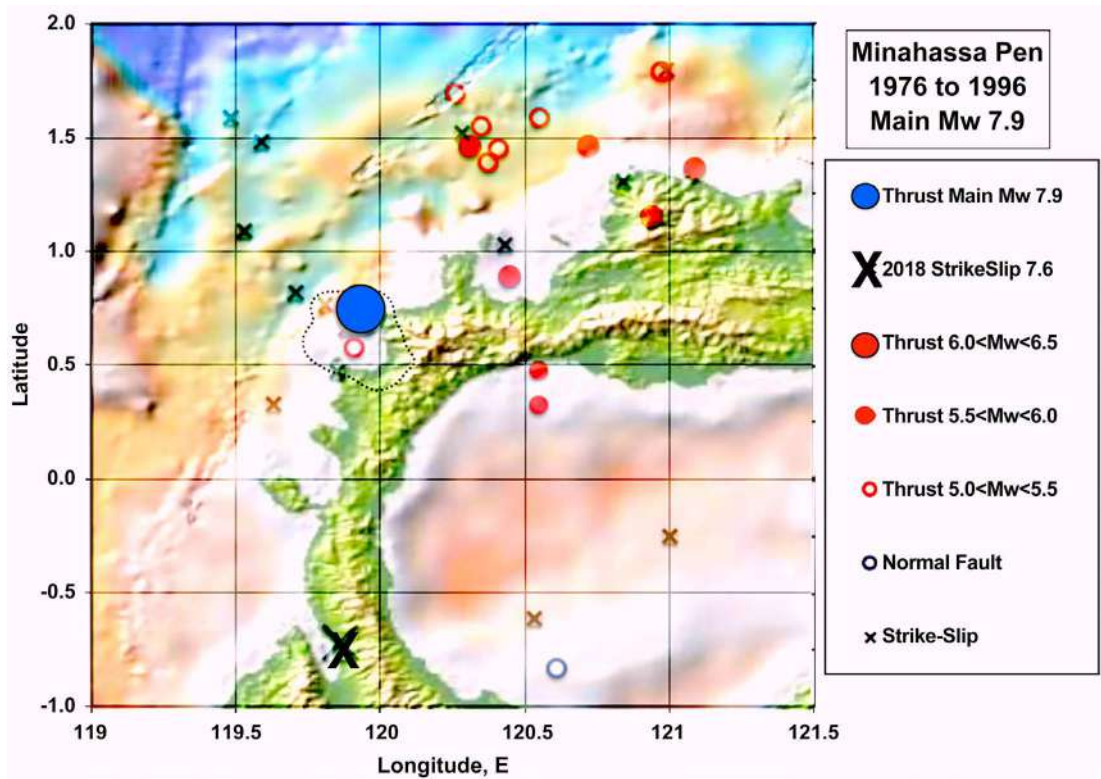 2.0
1.5
1.0
0.5
0.0
-0.5
-1.0
Latitude
119
119.5
120
120.5
121
121.5
Longitude, E
Minahassa Pen
1976 to 1996
Main Mw 7.9
Thrust Main Mw 7.9
2018 StrikeSlip 7.6
Thrust 6.0<Mw<6.5
Thrust 5.5<Mw<6.0
Thrust 5.0<Mw<5.5
Normal Fault
Strike-Slip